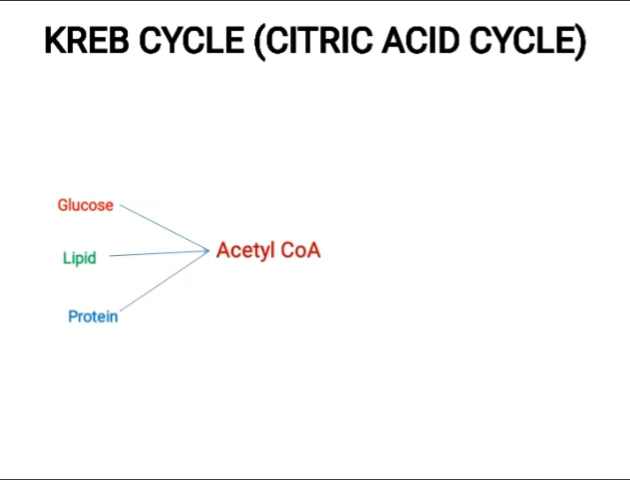 KREB CYCLE (CITRIC ACID CYCLE)
Glucose
Acetyl CoA
Lipid
Protein